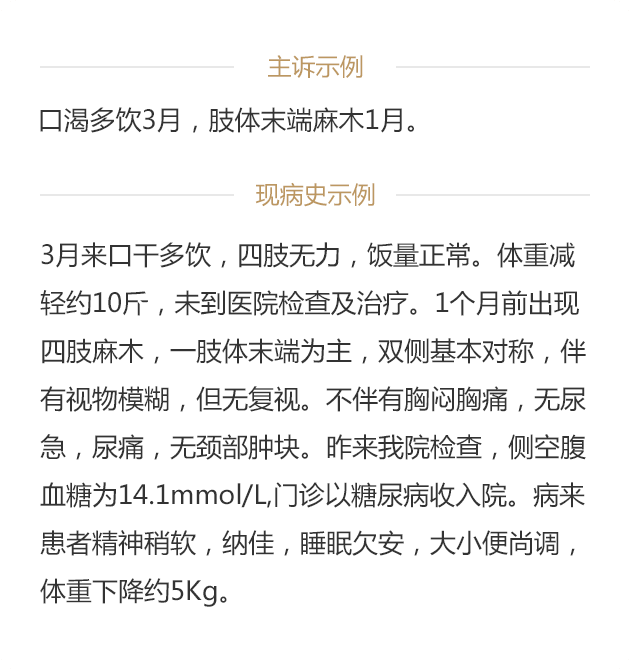 主诉示例
口渴多饮3月，肢体末端麻木1月。
现病史示例
3月来口干多饮，四肢无力，饭量正常。体重减
轻约10斤，未到医院检查及治疗。1个月前出现
四肢麻木，一肢体末端为主，双侧基本对称，伴
有视物模糊，但无复视。不伴有胸闷胸痛，无尿
急，尿痛，无颈部肿块。昨来我院检查，侧空腹
血糖为14.1mmol/L,门诊以糖尿病收入院。病来
患者精神稍软，纳佳，睡眠欠安，大小便尚调，
体重下降约5Kg。